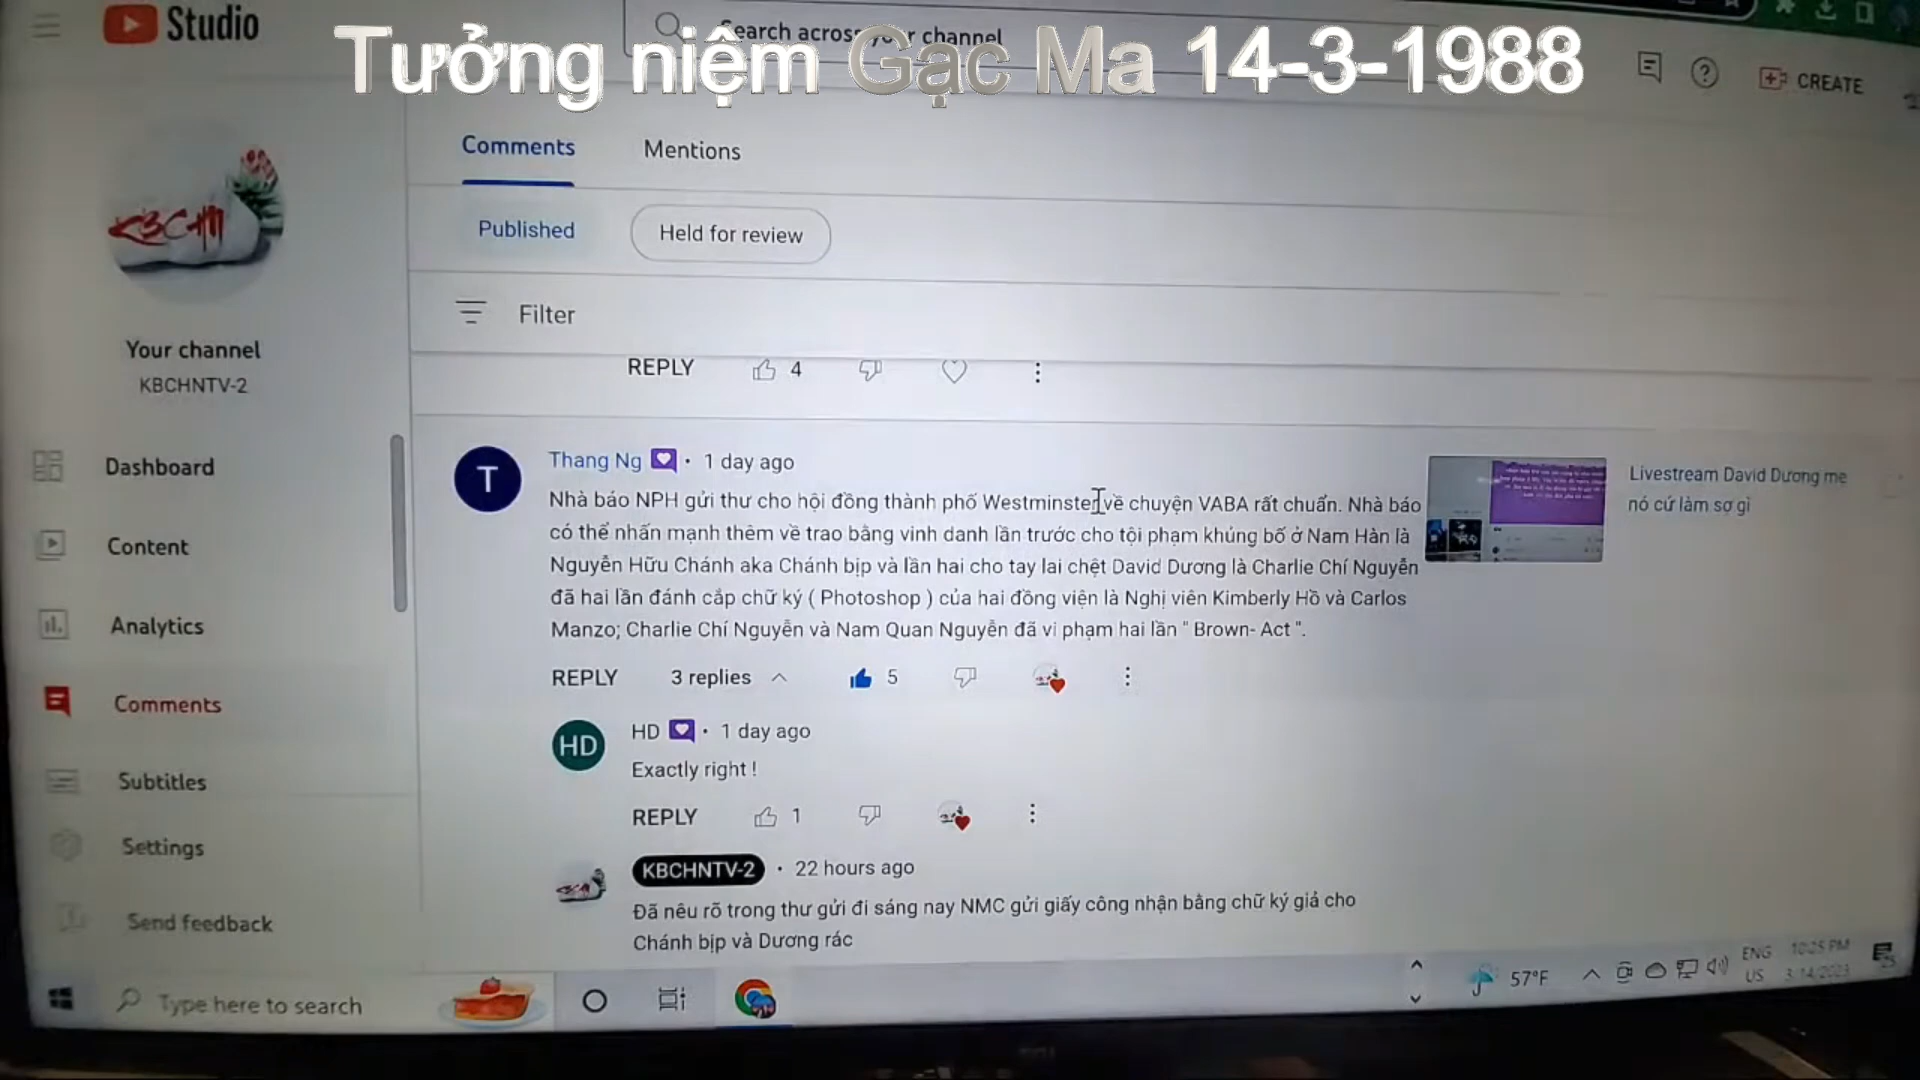 Studio
Search across your channel
Tưởng niệm Gạc Ma 14-3-1988
CREATE
Comments
Mentions
Published
Held for review
Filter
KBCHN
Your channel
KBCHNTV-2
Dashboard
Content
Analytics
Comments
Subtitles
Settings
Send feedback
REPLY 4
T
Thang Ng · 1 day ago
Nhà báo NPH gửi thư cho hội đồng thành phố Westminster về chuyện VABA rất chuẩn. Nhà báo
có thể nhấn mạnh thêm về trao bằng vinh danh lần trước cho tội phạm khủng bố ở Nam Hàn là
Nguyễn Hữu Chánh aka Chánh bịp và lần hai cho tay lai chệt David Dương là Charlie Chí Nguyễn
đã hai lần đánh cắp chữ ký ( Photoshop ) của hai đồng viện là Nghị viên Kimberly Hồ và Carlos
Manzo; Charlie Chí Nguyễn và Nam Quan Nguyễn đã vi phạm hai lần " Brown- Act ".
Livestream David Dương me
nó cứ làm sợ gì
REPLY 3 replies 5
HD
HD · 1 day ago
Exactly right !
REPLY 1
KBCHNTV-2 · 22 hours ago
Đã nêu rõ trong thư gửi đi sáng nay NMC gửi giấy công nhận bằng chữ ký giả cho
Chánh bịp và Dương rác
Type here to search
57°F
ENG
US
10:25 PM
3/14/2023